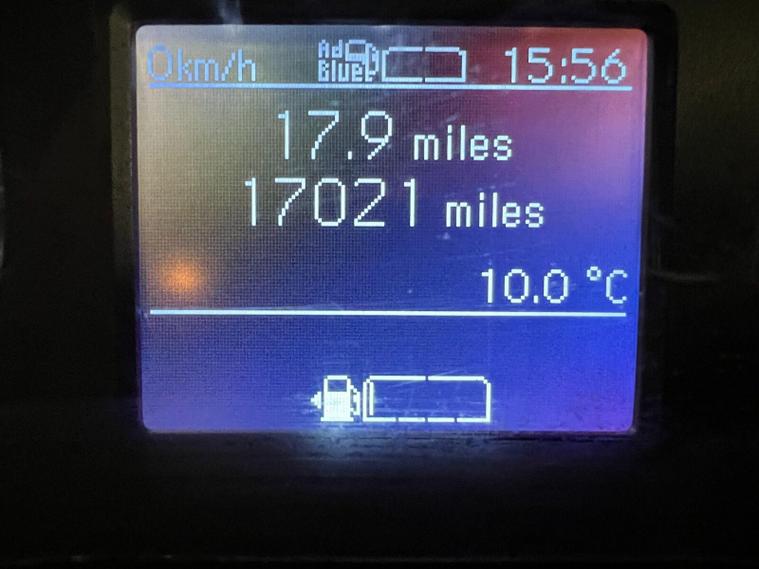 0km/h Ad 15:56
Blue
17.9 miles
17021 miles
10.0 °C